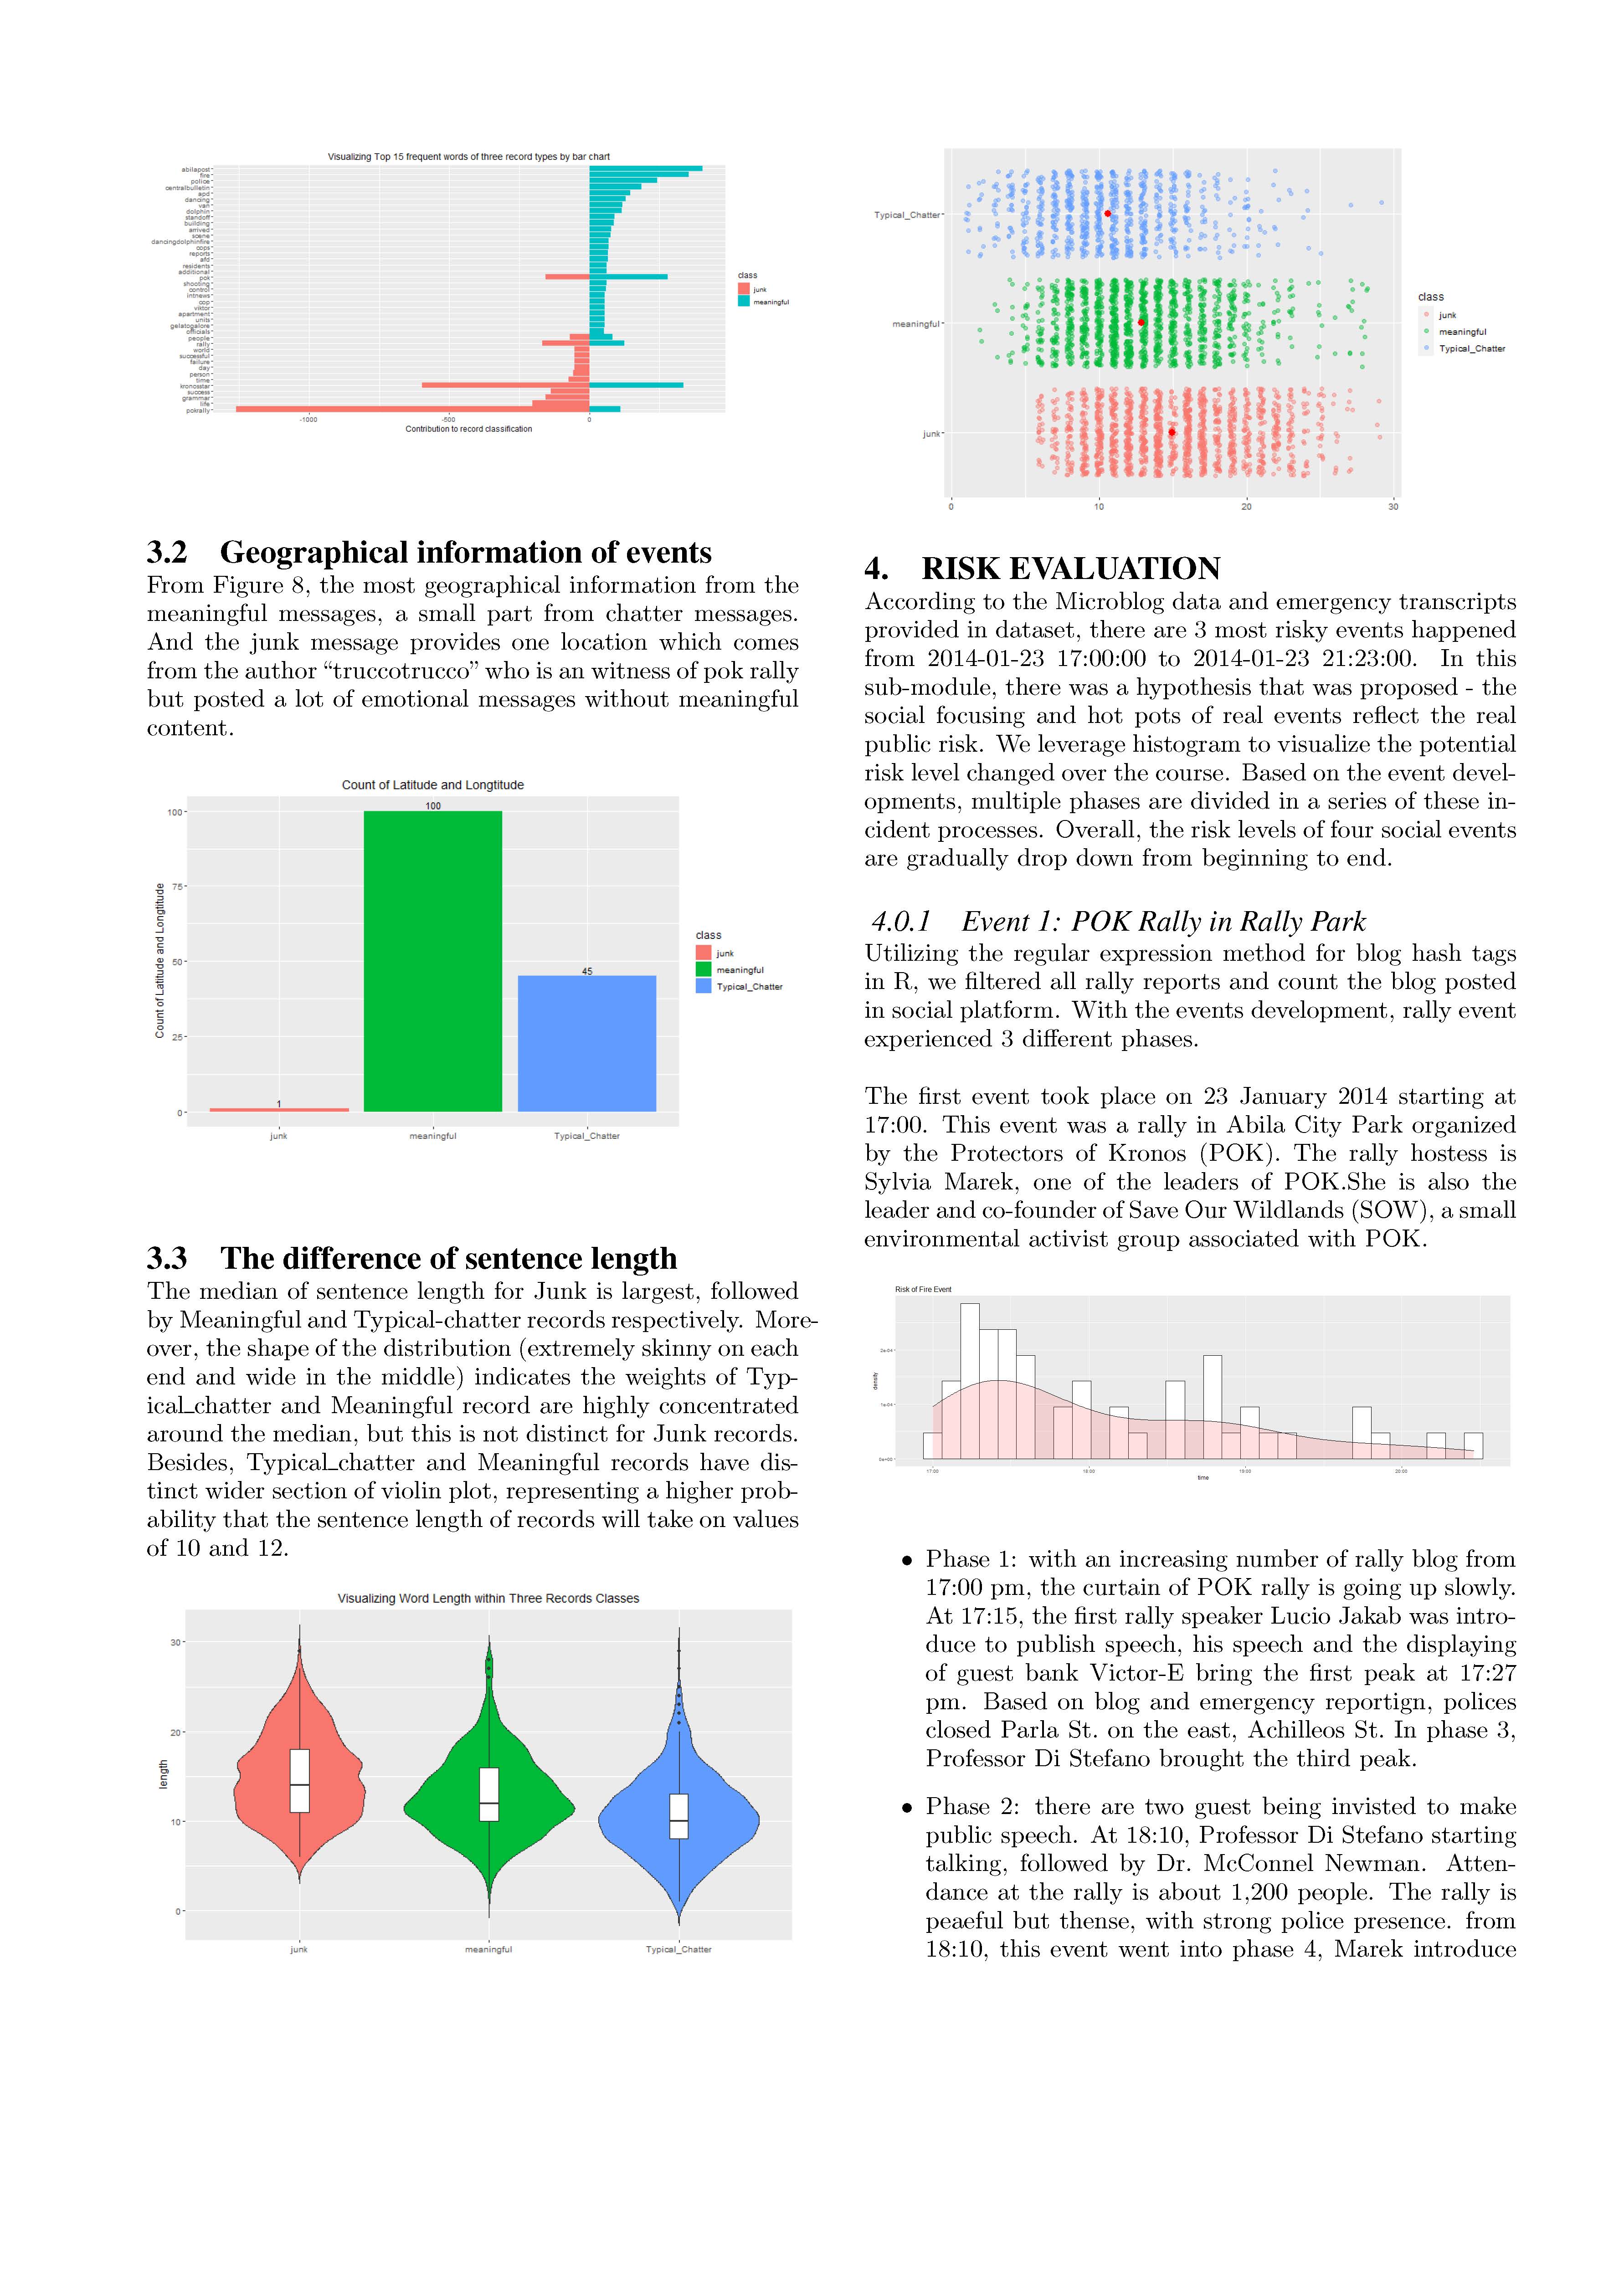 Visualizing Top 15 frequent words of three record types by bar chart
abilapost
fire
police
centralbulletin
apd
dancing
van
dolphin
standoff
building
arrived
scene
dancingdolphinfire
cops
reports
afd
residents
additional
pok
shooting
control
intnews
cop
viktor
apartment
units
gelatogalore
officials
people
rally
world
successful
failure
day
person
time
kronosstar
success
grammar
life
pokrally
-1000 -500 0
Contribution to record classification
class
junk
meaningful
3.2 Geographical information of events
From Figure 8, the most geographical information from the
meaningful messages, a small part from chatter messages.
And the junk message provides one location which comes
from the author “truccotrucco” who is an witness of pok rally
but posted a lot of emotional messages without meaningful
content.
Count of Latitude and Longtitude
Count of Latitude and Longtitude
100
75
50
25
0
1
100
45
junk meaningful Typical_Chatter
class
junk
meaningful
Typical_Chatter
3.3 The difference of sentence length
The median of sentence length for Junk is largest, followed
by Meaningful and Typical-chatter records respectively. More-
over, the shape of the distribution (extremely skinny on each
end and wide in the middle) indicates the weights of Typ-
ical_chatter and Meaningful record are highly concentrated
around the median, but this is not distinct for Junk records.
Besides, Typical_chatter and Meaningful records have dis-
tinct wider section of violin plot, representing a higher prob-
ability that the sentence length of records will take on values
of 10 and 12.
Visualizing Word Length within Three Records Classes
length
30
20
10
0
junk meaningful Typical_Chatter
Typical_Chatter
meaningful
junk
0 10 20 30
class
junk
meaningful
Typical_Chatter
4. RISK EVALUATION
According to the Microblog data and emergency transcripts
provided in dataset, there are 3 most risky events happened
from 2014-01-23 17:00:00 to 2014-01-23 21:23:00. In this
sub-module, there was a hypothesis that was proposed - the
social focusing and hot pots of real events reflect the real
public risk. We leverage histogram to visualize the potential
risk level changed over the course. Based on the event devel-
opments, multiple phases are divided in a series of these in-
cident processes. Overall, the risk levels of four social events
are gradually drop down from beginning to end.
4.0.1 Event 1: POK Rally in Rally Park
Utilizing the regular expression method for blog hash tags
in R, we filtered all rally reports and count the blog posted
in social platform. With the events development, rally event
experienced 3 different phases.
The first event took place on 23 January 2014 starting at
17:00. This event was a rally in Abila City Park organized
by the Protectors of Kronos (POK). The rally hostess is
Sylvia Marek, one of the leaders of POK.She is also the
leader and co-founder of Save Our Wildlands (SOW), a small
environmental activist group associated with POK.
Risk of Fire Event
density
2e-04
1e-04
0e+00
17:00 18:00 19:00 20:00
time
• Phase 1: with an increasing number of rally blog from
17:00 pm, the curtain of POK rally is going up slowly.
At 17:15, the first rally speaker Lucio Jakab was intro-
duce to publish speech, his speech and the displaying
of guest bank Victor-E bring the first peak at 17:27
pm. Based on blog and emergency reportign, polices
closed Parla St. on the east, Achilleos St. In phase 3,
Professor Di Stefano brought the third peak.
• Phase 2: there are two guest being invisted to make
public speech. At 18:10, Professor Di Stefano starting
talking, followed by Dr. McConnel Newman. Atten-
dance at the rally is about 1,200 people. The rally is
peaeful but thense, with strong police presence. from
18:10, this event went into phase 4, Marek introduce